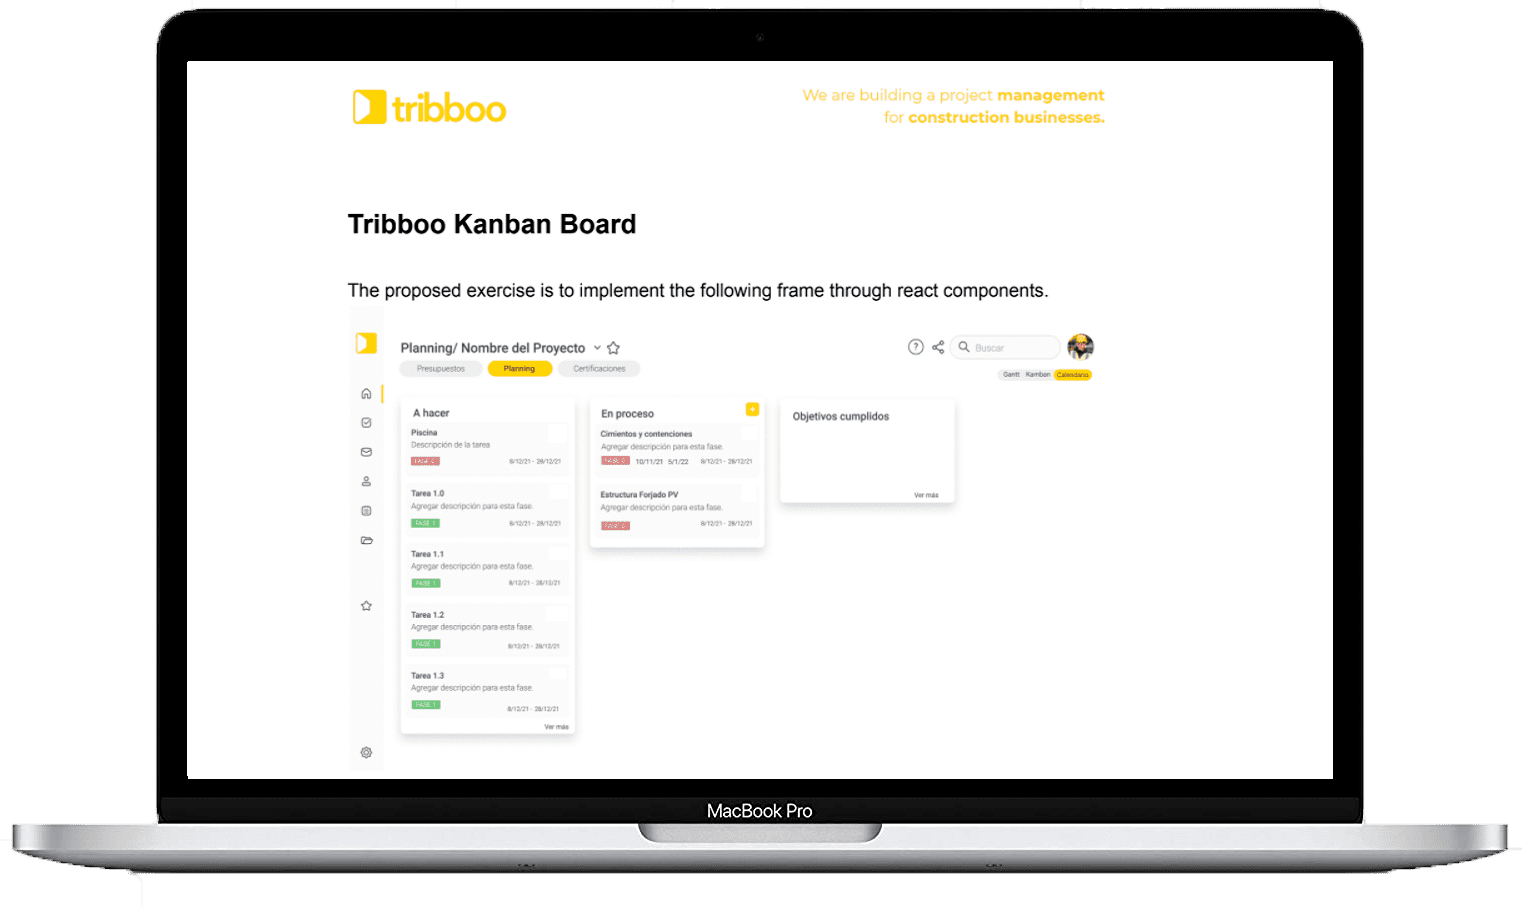 tribboo
We are building a project management
for construction businesses.
Tribboo Kanban Board
The proposed exercise is to implement the following frame through react components.
Planning/ Nombre del Proyecto
? Buscar
Presupuestos Planning Certificaciones
Gantt Kamban Calendario
A hacer
Piscina
Descripción de la tarea
8/12/21 - 28/12/21
Tarea 1.0
Agregar descripción para esta fase.
FASE 1 8/12/21 - 28/12/21
Tarea 1.1
Agregar descripción para esta fase.
FASE 1 8/12/21 - 28/12/21
Tarea 1.2
Agregar descripción para esta fase.
FASE 1 8/12/21 - 28/12/21
Tarea 1.3
Agregar descripción para esta fase.
FASE 1 8/12/21 - 28/12/21
Ver más
En proceso +
Cimientos y contenciones
Agregar descripción para esta fase.
10/11/21 5/1/22 8/12/21 - 28/12/21
Estructura Forjado PV
Agregar descripción para esta fase.
8/12/21 - 28/12/21
Objetivos cumplidos
Ver más
MacBook Pro